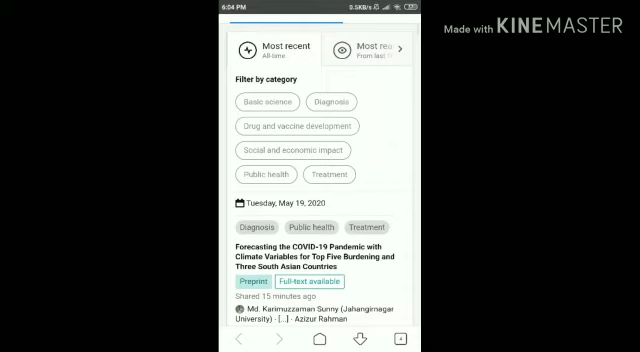 6:04 PM
9.5KB/s
Made with KINEMASTER
Most recent
All-time
Most re
From last
Filter by category
Basic science
Diagnosis
Drug and vaccine development
Social and economic impact
Public health
Treatment
Tuesday, May 19, 2020
Diagnosis
Public health
Treatment
Forecasting the COVID-19 Pandemic with
Climate Variables for Top Five Burdening and
Three South Asian Countries
Preprint
Full-text available
Shared 15 minutes ago
Md. Karimuzzaman Sunny (Jahangirnagar
University) · [...] · Azizur Rahman